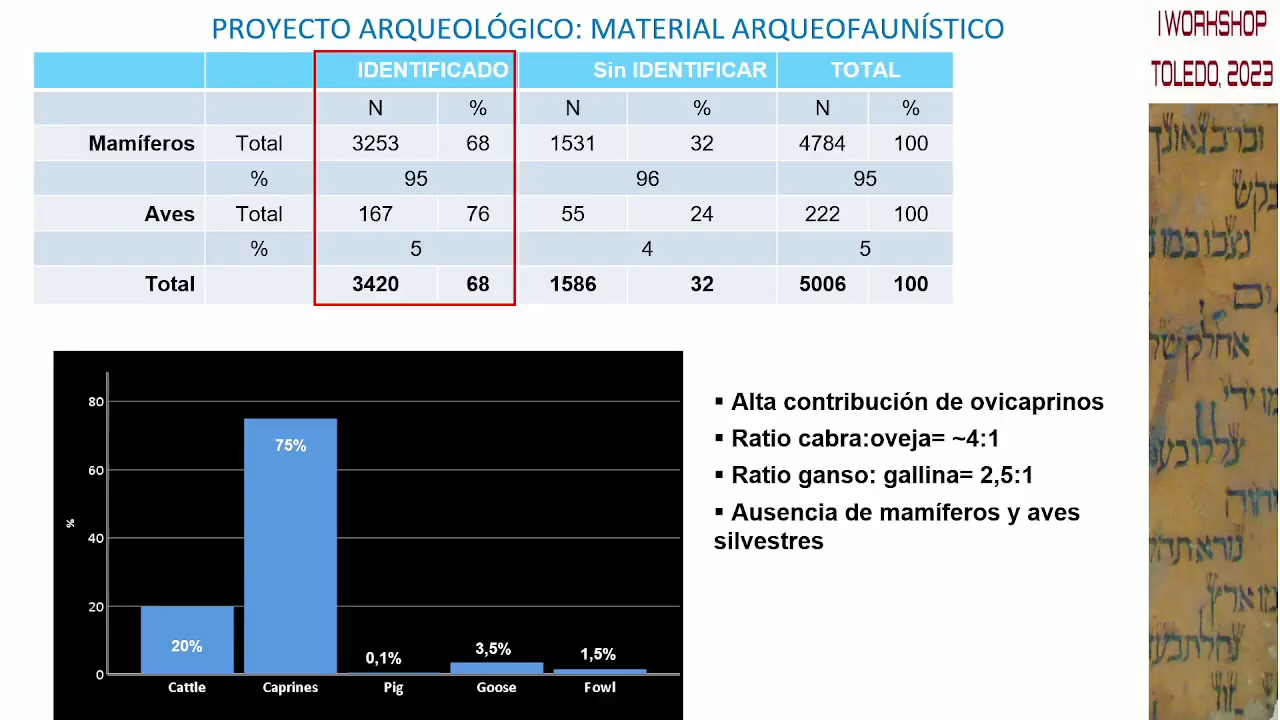 PROYECTO ARQUEOLÓGICO: MATERIAL ARQUEOFAUNÍSTICO
I WORKSHOP
TOLEDO, 2023
IDENTIFICADO Sin IDENTIFICAR TOTAL
N % N % N %
Mamíferos Total 3253 68 1531 32 4784 100
% 95 96 95
Aves Total 167 76 55 24 222 100
% 5 4 5
Total 3420 68 1586 32 5006 100
%
80
60
40
20
0
20%
75%
0,1%
3,5%
1,5%
Cattle Caprines Pig Goose Fowl
▪ Alta contribución de ovicaprinos
▪ Ratio cabra:oveja= ~4:1
▪ Ratio ganso: gallina= 2,5:1
▪ Ausencia de mamíferos y aves
silvestres